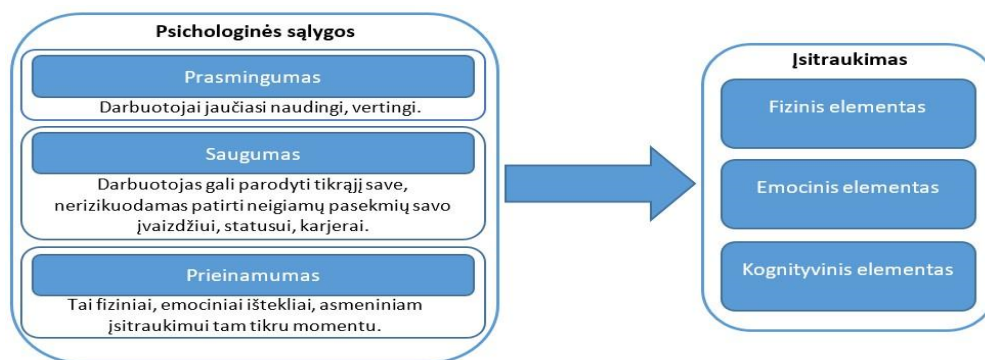 Psichologinės sąlygos
Prasmingumas
Darbuotojai jaučiasi naudingi, vertingi.
Saugumas
Darbuotojas gali parodyti tikrąjį save,
nerizikuodamas patirti neigiamų pasekmių savo
įvaizdžiui, statusui, karjerai.
Prieinamumas
Tai fiziniai, emociniai ištekliai, asmeniniam
įsitraukimui tam tikru momentu.
Įsitraukimas
Fizinis elementas
Emocinis elementas
Kognityvinis elementas